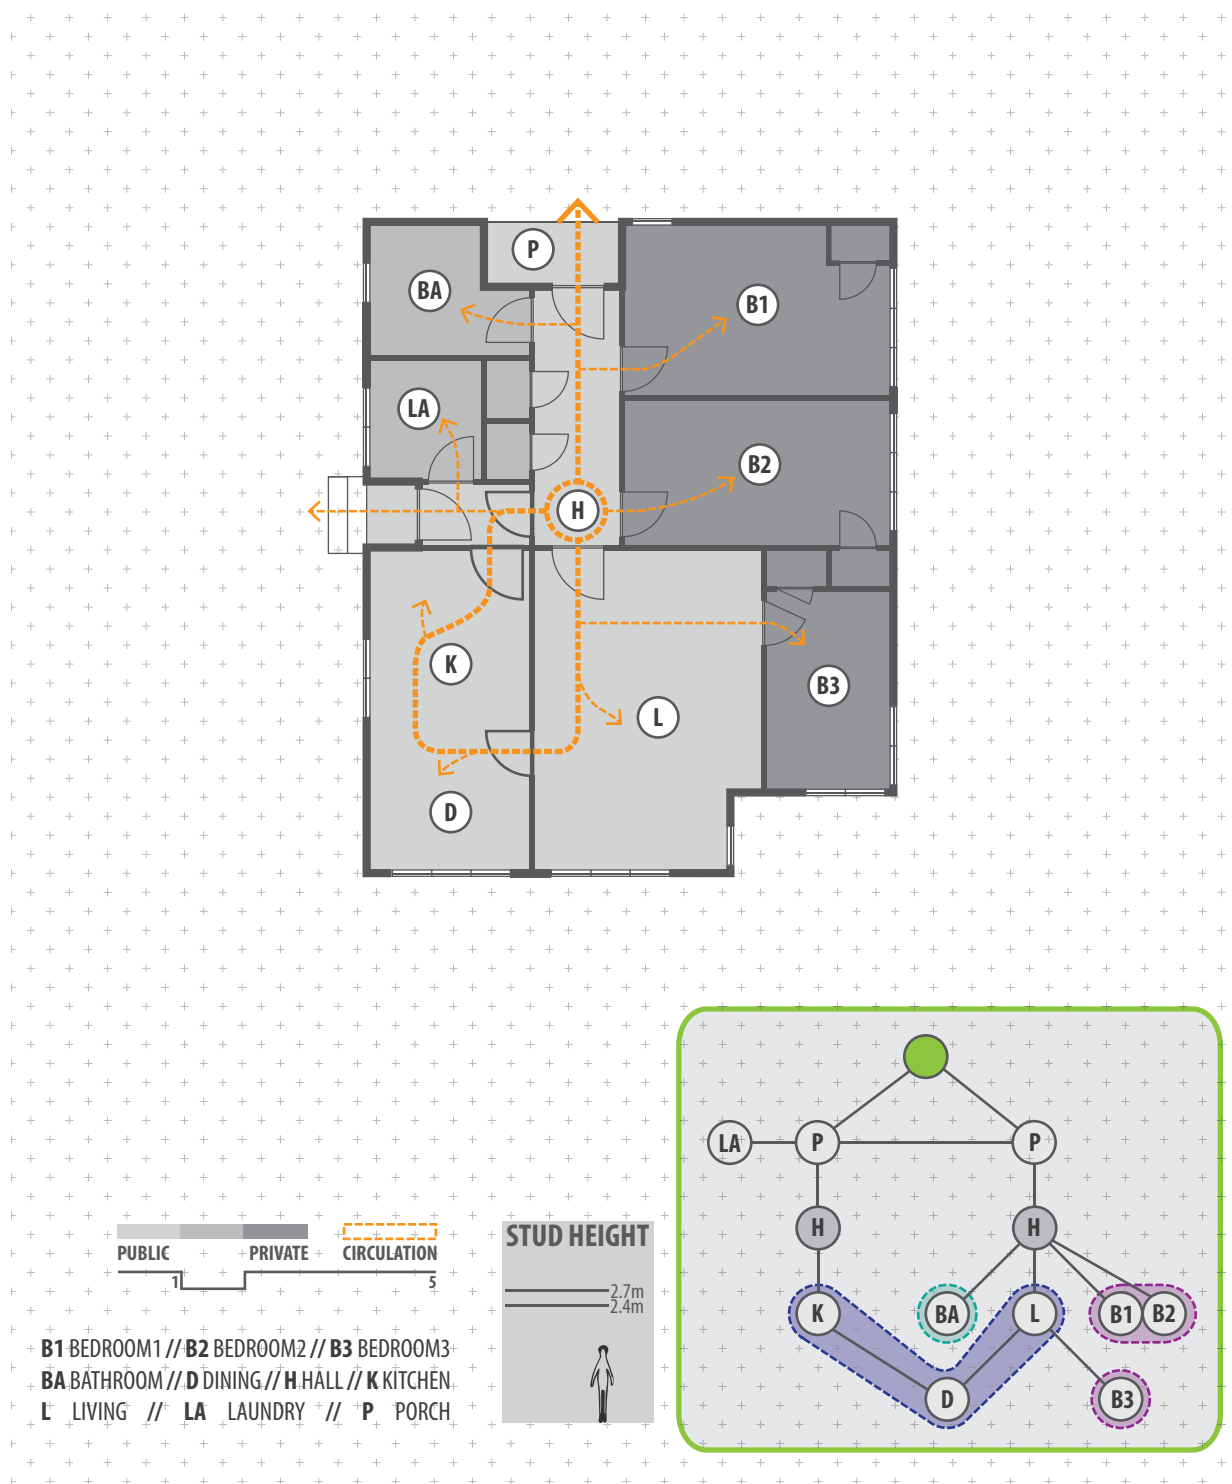 P
BA
B1
LA
B2
H
K
B3
L
D
LA
P
P
H
H
K
BA
L
B1
B2
D
B3
PUBLIC PRIVATE CIRCULATION
1 5
STUD HEIGHT
2.7m
2.4m
B1 BEDROOM1 // B2 BEDROOM2 // B3 BEDROOM3
BA BATHROOM // D DINING // H HALL // K KITCHEN
L LIVING // LA LAUNDRY // P PORCH